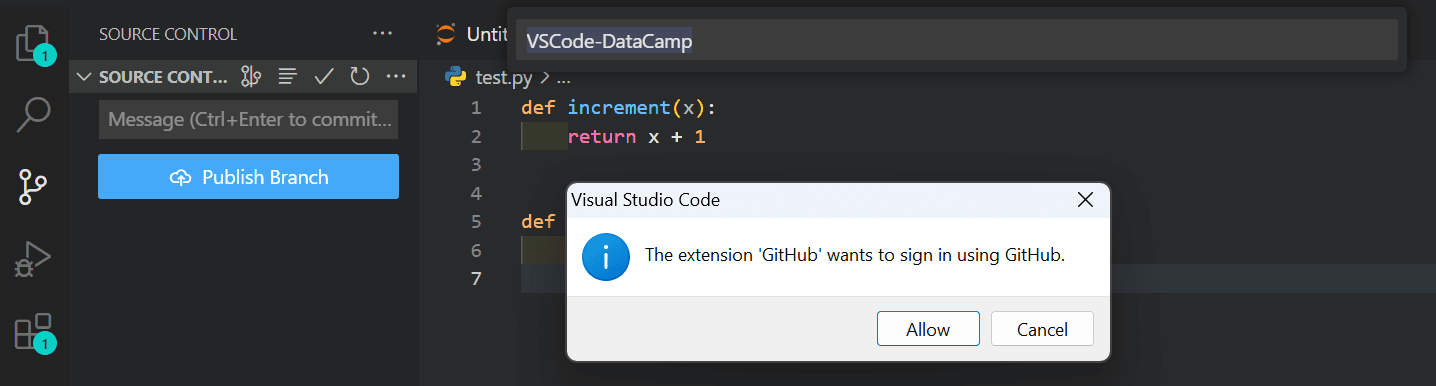 SOURCE CONTROL ...
SOURCE CONT... ...
Message (Ctrl+Enter to commit...
Publish Branch
1
1
Untit
VSCode-DataCamp
test.py > ...
1 def increment(x):
2 return x + 1
3
4
5 def
6
7
Visual Studio Code
The extension 'GitHub' wants to sign in using GitHub.
Allow
Cancel